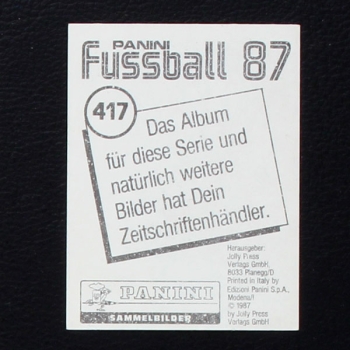 PANINI
Fussball 87
417
Das Album
für diese Serie und
natürlich weitere
Bilder hat Dein
Zeitschriftenhändler.
Herausgeber:
Jolly Press
Verlags GmbH,
8033 Planegg/D
Printed in Italy by
Edizioni Panini S.p.A.,
Modena/I
© 1987
by Jolly Press
Verlags GmbH
PANINI
SAMMELBILDER